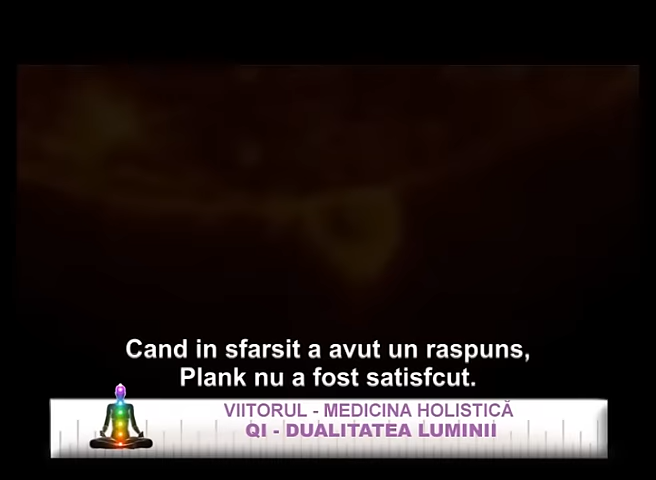 Cand in sfarsit a avut un raspuns,
Plank nu a fost satisfcut.
VIITORUL - MEDICINA HOLISTICĂ
QI - DUALITATEA LUMINII